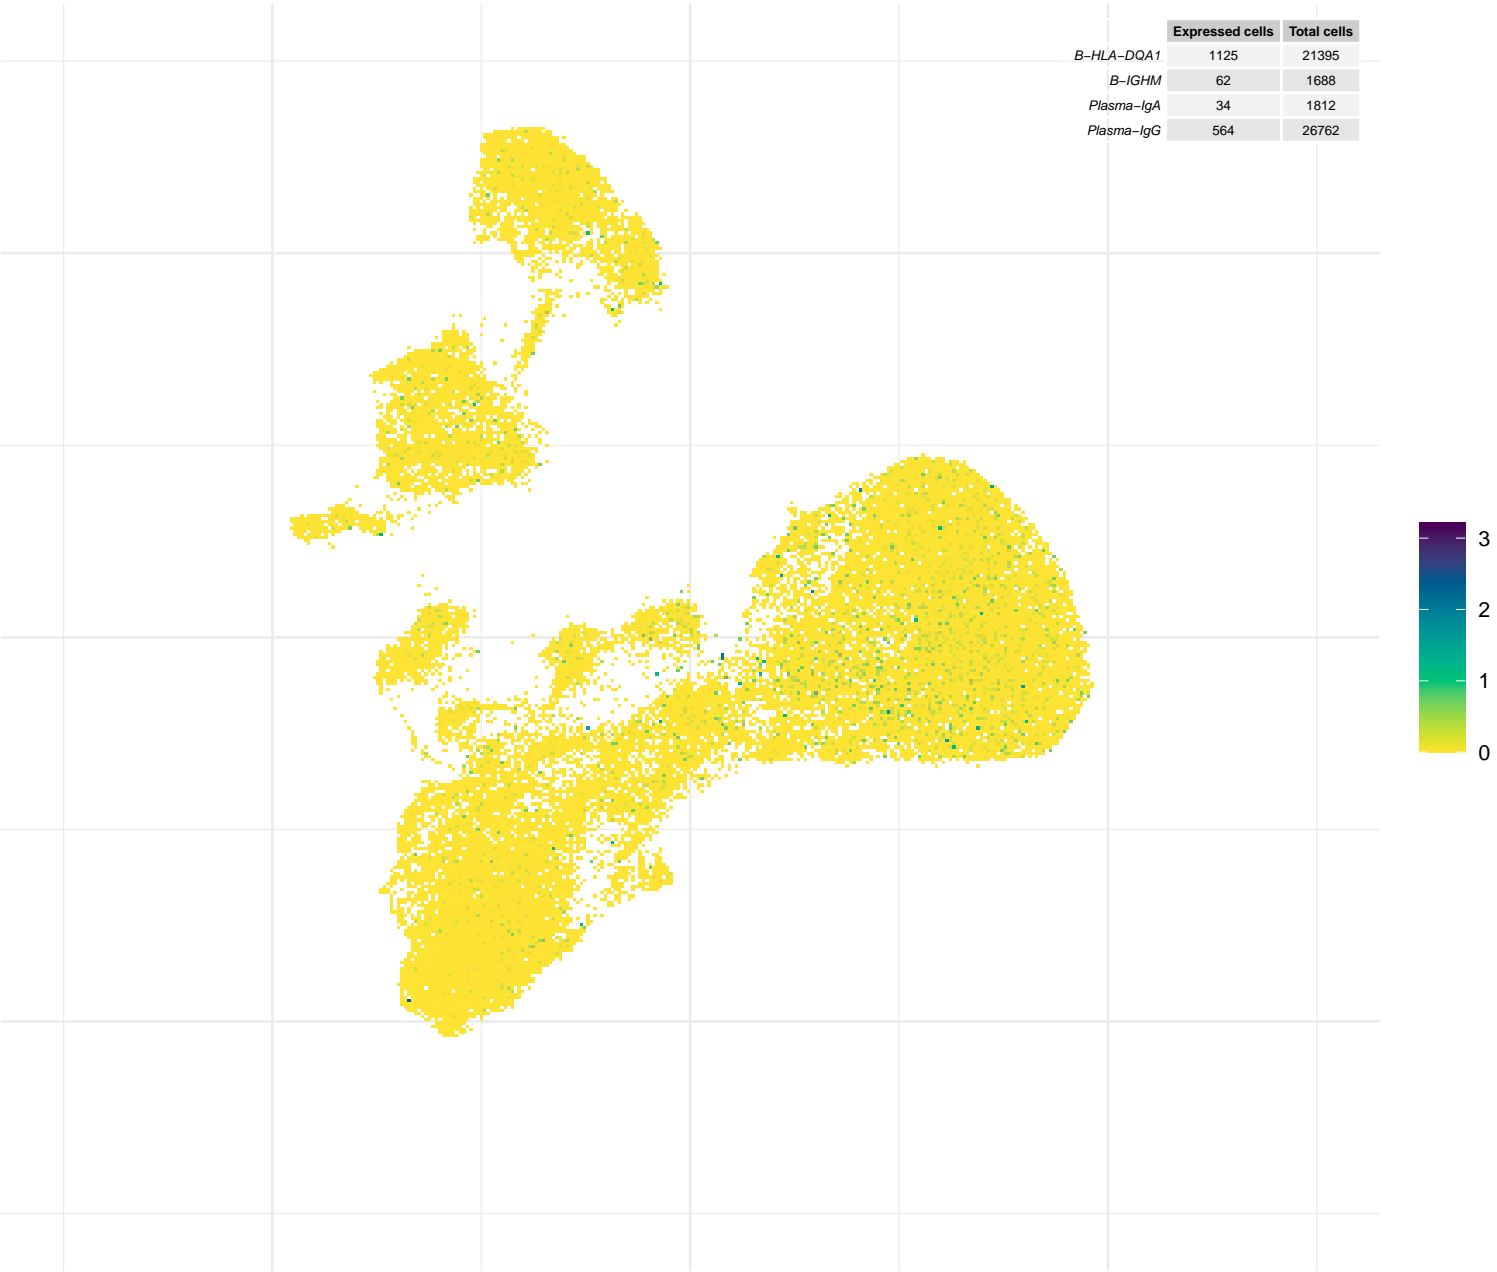 Expressed cells Total cells
B−HLA−DQA1 1125 21395
B−IGHM 62 1688
Plasma−IgA 34 1812
Plasma−IgG 564 26762
3
2
1
0